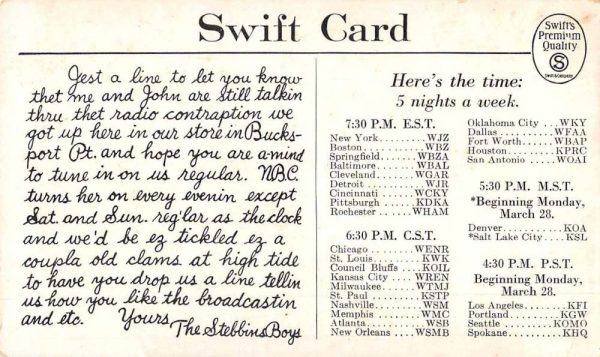 Swift Card
Swift's
Premium
Quality
S
Jest a line to let you know
thet me and John are still talkin
thru thet radio contraption we
got up here in our store in Bucks-
port Pt. and hope you are a-mind
to tune in on us regular. N.B.C.
turns her on every evenin except
Sat. and Sun. reg'lar as the clock
and we'd be ez tickled ez a
coupla old clams at high tide
to have you drop us a line tellin
us how you like the broadcastin
and etc. Yours,
The Stebbins Boys
Here's the time:
5 nights a week.
7:30 P.M. E.S.T.
New York........WJZ
Boston..........WBZ
Springfield.....WBZA
Baltimore.......WBAL
Cleveland.......WGAR
Detroit.........WJR
Cincinnati......WCKY
Pittsburgh......KDKA
Rochester.......WHAM
6:30 P.M. C.S.T.
Chicago.........WENR
St. Louis.......KWK
Council Bluffs....KOIL
Kansas City.....WREN
Milwaukee.......WTMJ
St. Paul........KSTP
Nashville.......WSM
Memphis.........WMC
Atlanta.........WSB
New Orleans.....WSMB
Oklahoma City...WKY
Dallas..........WFAA
Fort Worth......WBAP
Houston.........KPRC
San Antonio.....WOAI
5:30 P.M. M.S.T.
*Beginning Monday,
March 28.
Denver..........KOA
*Salt Lake City....KSL
4:30 P.M. P.S.T.
Beginning Monday,
March 28.
Los Angeles.....KFI
Portland........KGW
Seattle.........KOMO
Spokane.........KHQ